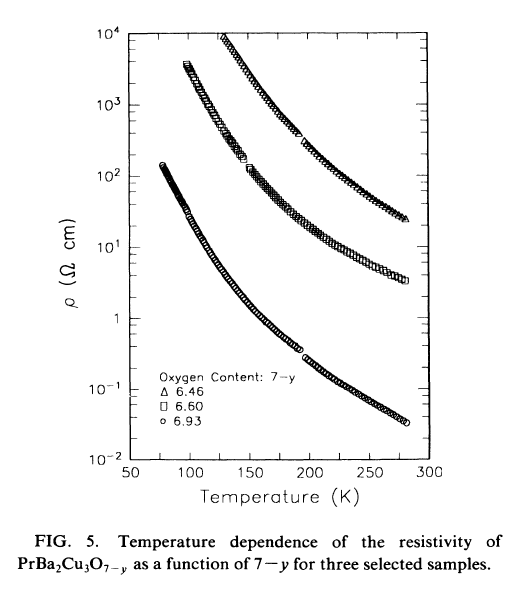 10⁴
10³
10²
10¹
1
10⁻¹
10⁻²
ρ (Ω cm)
Oxygen Content: 7−y
△ 6.46
□ 6.60
○ 6.93
50 100 150 200 250 300
Temperature (K)
FIG. 5. Temperature dependence of the resistivity of
PrBa₂Cu₃O₇₋y as a function of 7−y for three selected samples.